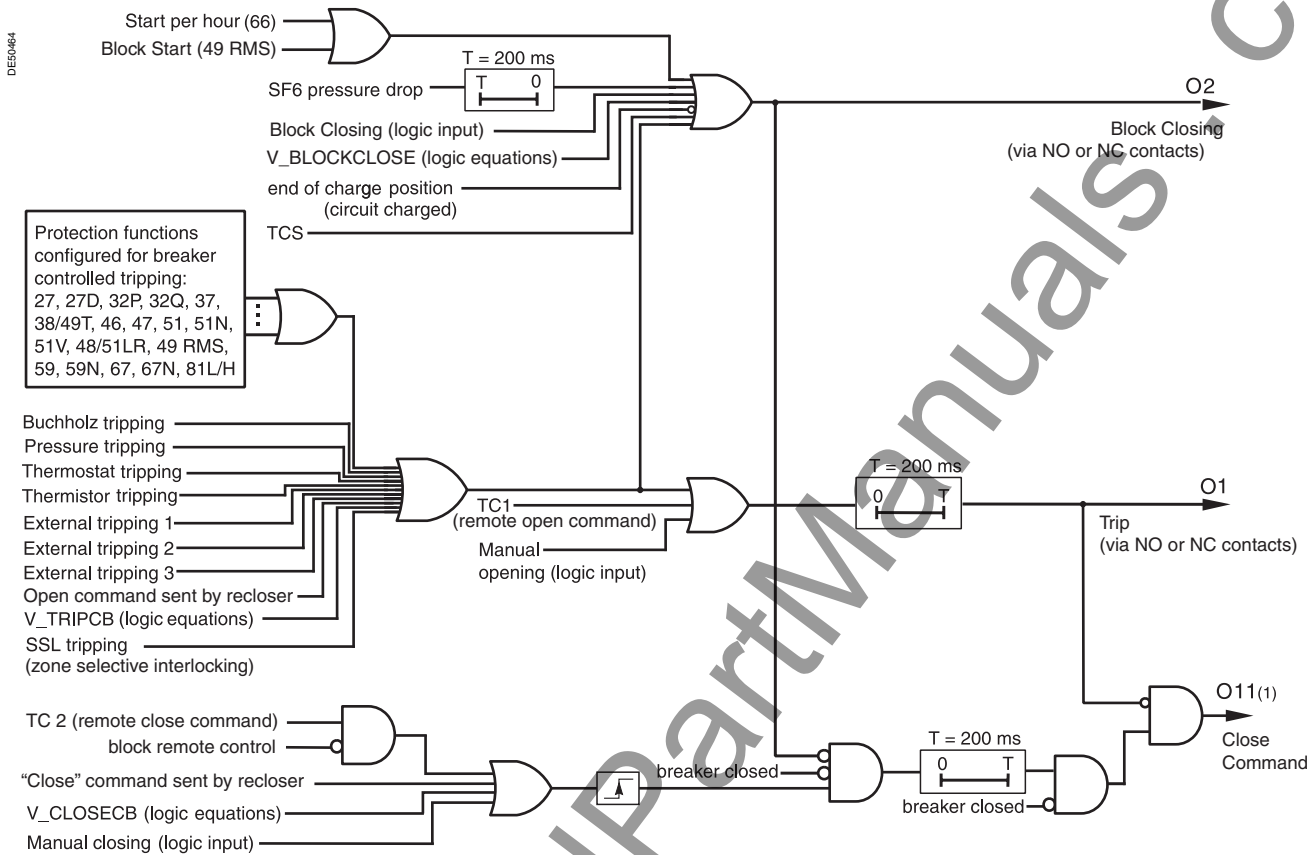 DE50464
Start per hour (66)
Block Start (49 RMS)
T = 200 ms
T 0
SF6 pressure drop
Block Closing (logic input)
V_BLOCKCLOSE (logic equations)
end of charge position
(circuit charged)
TCS
O2
Block Closing
(via NO or NC contacts)
Protection functions
configured for breaker
controlled tripping:
27, 27D, 32P, 32Q, 37,
38/49T, 46, 47, 51, 51N,
51V, 48/51LR, 49 RMS,
59, 59N, 67, 67N, 81L/H
Buchholz tripping
Pressure tripping
Thermostat tripping
Thermistor tripping
External tripping 1
External tripping 2
External tripping 3
Open command sent by recloser
V_TRIPCB (logic equations)
SSL tripping
(zone selective interlocking)
TC1
(remote open command)
Manual
opening (logic input)
T = 200 ms
0 T
O1
Trip
(via NO or NC contacts)
TC 2 (remote close command)
block remote control
“Close” command sent by recloser
V_CLOSECB (logic equations)
Manual closing (logic input)
breaker closed
T = 200 ms
0 T
breaker closed
O11(1)
Close
Command
PartManuals. c